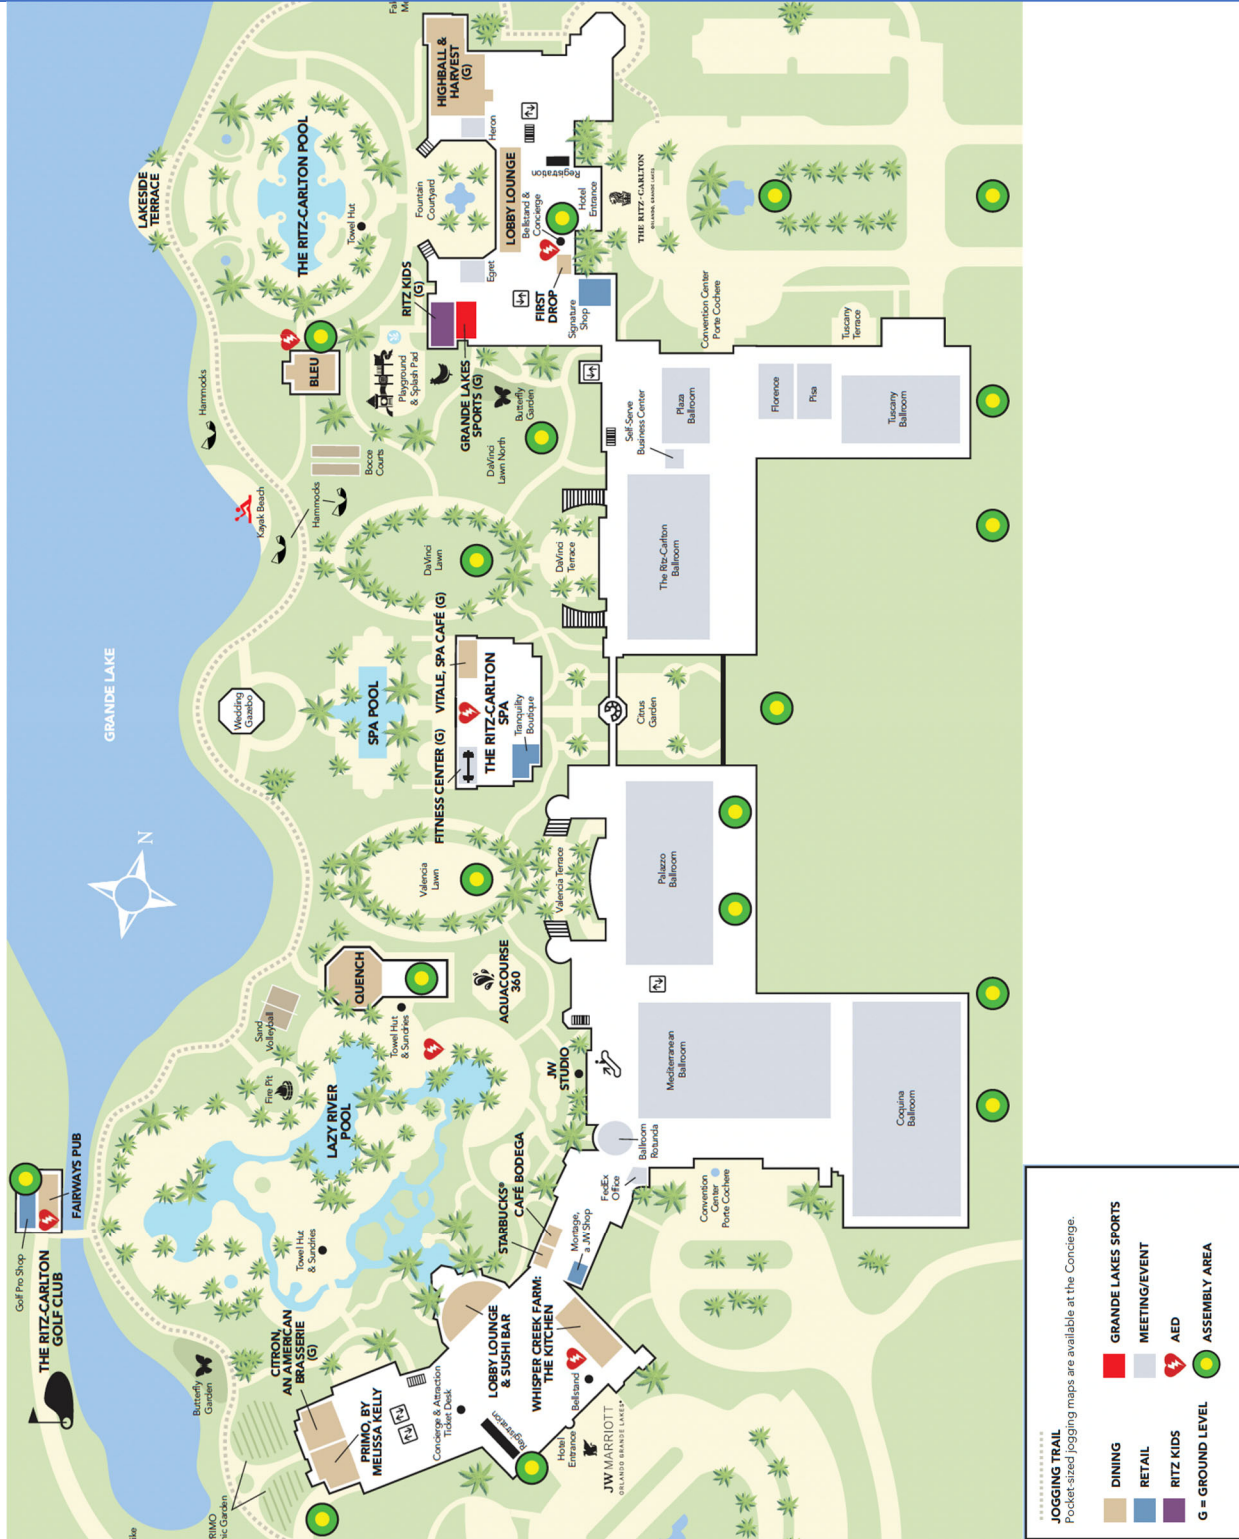 GRANDE LAKE
N
THE RITZ-CARLTON
GOLF CLUB
Golf Pro Shop
FAIRWAYS PUB
Butterfly
Garden
CITRON,
AN AMERICAN
BRASSERIE
(G)
PRIMO, BY
MELISSA KELLY
Concierge & Attraction
Ticket Desk
Registration
LOBBY LOUNGE
& SUSHI BAR
WHISPER CREEK FARM:
THE KITCHEN
Bellstand
Hotel
Entrance
JW MARRIOTT
ORLANDO GRANDE LAKES®
Towel Hut
& Sundries
LAZY RIVER
POOL
Fire Pit
Sand
Volleyball
QUENCH
Towel Hut
& Sundries
AQUACOURSE
360
JW
STUDIO
STARBUCKS®
CAFÉ BODEGA
Mortage,
a JW Shop
FedEx
Office
Ballroom
Rotunda
Convention
Center
Porte Cochere
Mediterranean
Ballroom
Coquina
Ballroom
Valencia
Lawn
Valencia Terrace
Palazzo
Ballroom
Wedding
Gazebo
SPA POOL
FITNESS CENTER (G)
VITALE, SPA CAFÉ (G)
THE RITZ-CARLTON
SPA
Tranquility
Boutique
Citrus
Garden
Hammocks
Kayak Beach
Hammocks
Bocce
Courts
DaVinci
Lawn
DaVinci
Terrace
DaVinci
Lawn North
Butterfly
Garden
The Ritz-Carlton
Ballroom
Self-Serve
Business Center
Plaza
Ballroom
Florence
Pisa
Tuscany
Ballroom
Tuscany
Terrace
Convention Center
Porte Cochere
BLEU
Playground
& Splash Pad
GRANDE LAKES
SPORTS (G)
RITZ KIDS
(G)
LAKESIDE
TERRACE
THE RITZ-CARLTON POOL
Towel Hut
Fountain
Courtyard
Egret
FIRST
DROP
Signature
Shop
LOBBY LOUNGE
Bellstand &
Concierge
Hotel
Entrance
Registration
Heron
HIGHBALL &
HARVEST
(G)
THE RITZ-CARLTON
ORLANDO, GRANDE LAKES
JOGGING TRAIL
Pocket-sized jogging maps are available at the Concierge.
DINING
GRANDE LAKES SPORTS
RETAIL
MEETING/EVENT
RITZ KIDS
AED
G = GROUND LEVEL
ASSEMBLY AREA